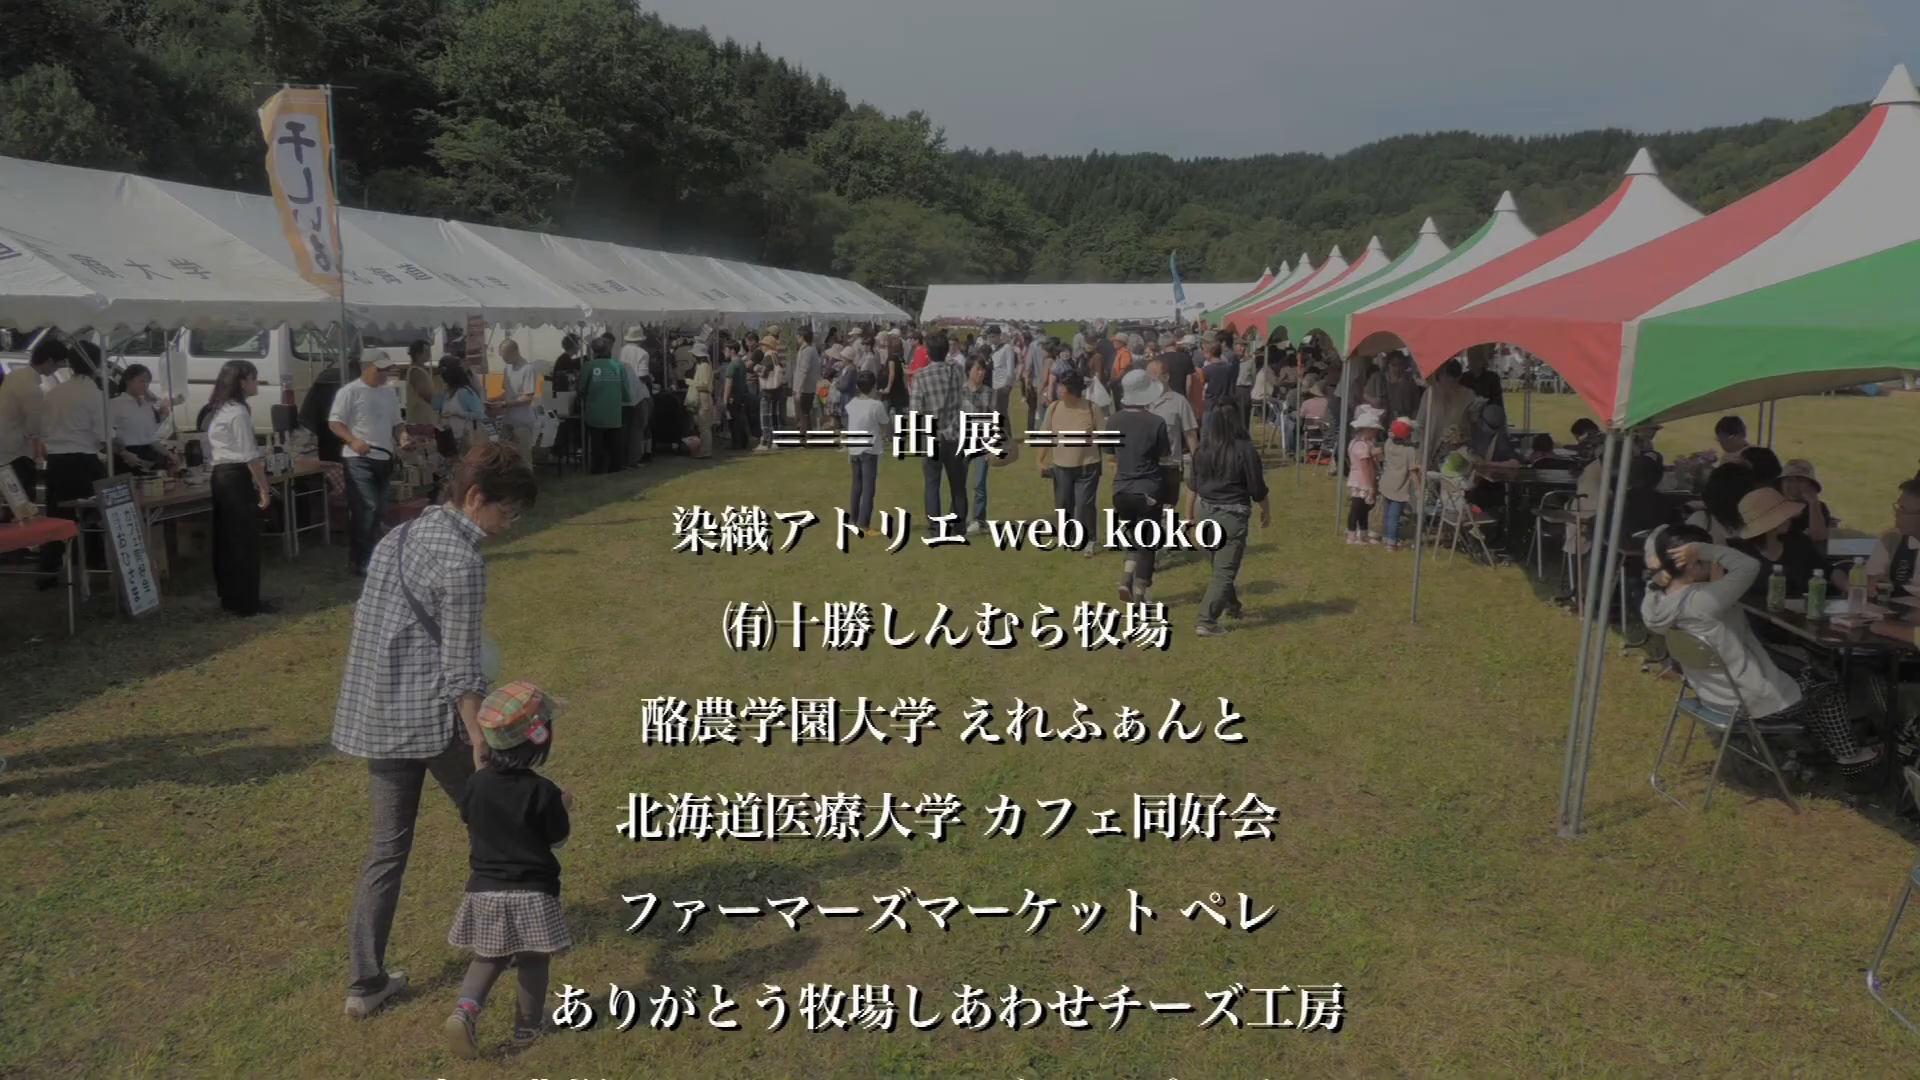 干し
=== 出 展 ===
染織アトリエ web koko
㈲十勝しんむら牧場
酪農学園大学 えれふぁんと
北海道医療大学 カフェ同好会
ファーマーズマーケット ペレ
ありがとう牧場しあわせチーズ工房